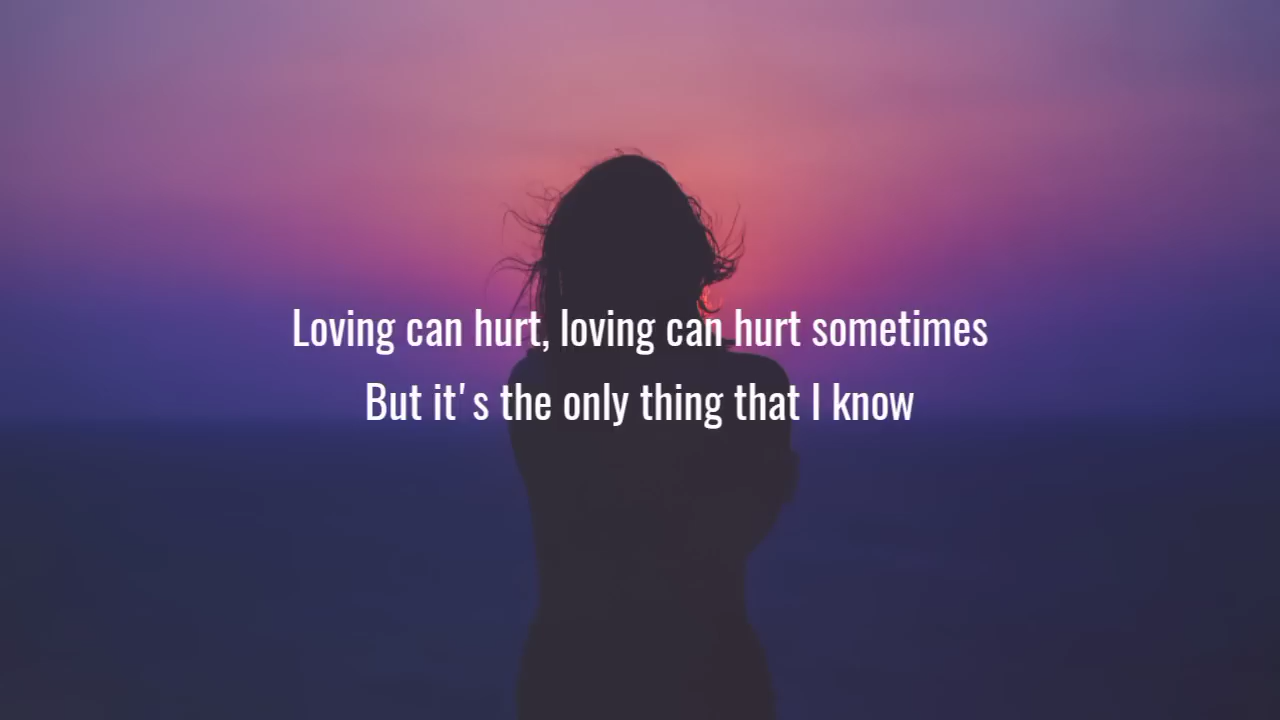 Loving can hurt, loving can hurt sometimes
But it's the only thing that I know